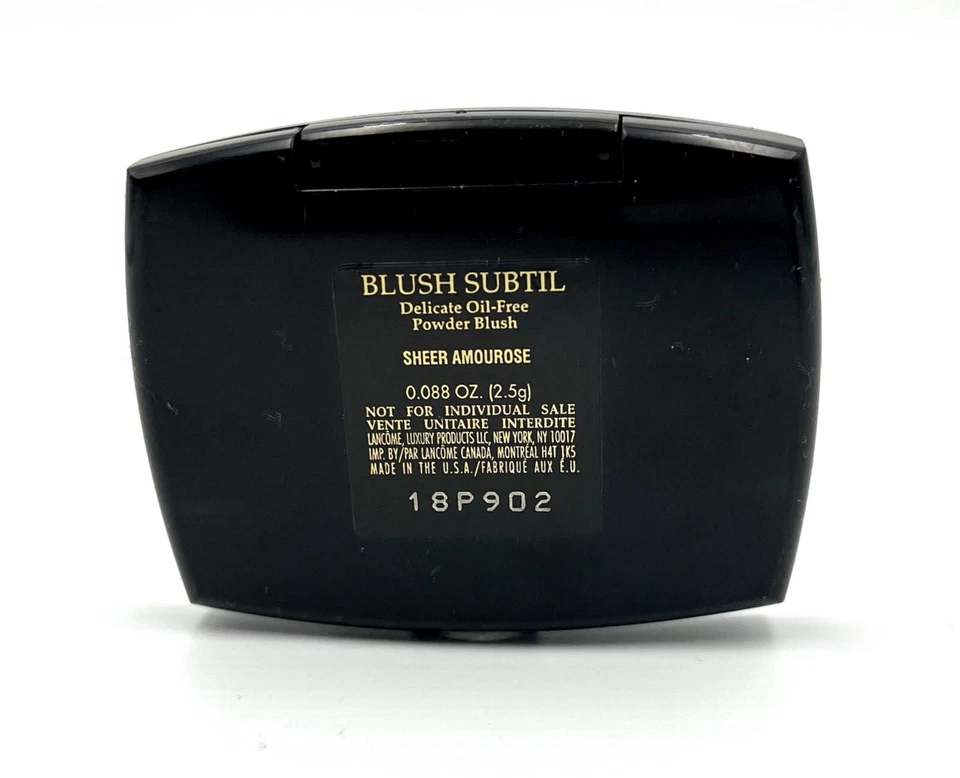 BLUSH SUBTIL
Delicate Oil-Free
Powder Blush
SHEER AMOUROSE
0.088 OZ. (2.5g)
NOT FOR INDIVIDUAL SALE
VENTE UNITAIRE INTERDITE
LANCÔME, LUXURY PRODUCTS LLC, NEW YORK, NY 10017
IMP. BY/PAR LANCÔME CANADA, MONTRÉAL H4T 1K5
MADE IN THE U.S.A./FABRIQUÉ AUX É.U.
18P902